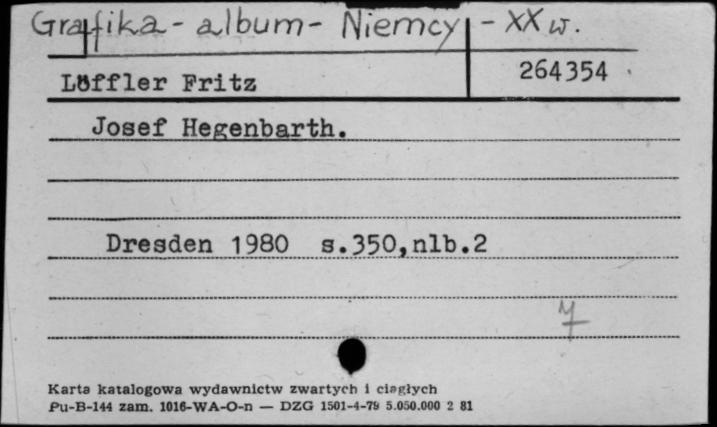 Grafika - album - Niemcy - XX w.
Löffler Fritz 264354
Josef Hegenbarth.
Dresden 1980 s.350,nlb.2
Karta katalogowa wydawnictw zwartych i ciągłych
Pu-B-144 zam. 1016-WA-O-n — DZG 1501-4-79 5.050.000 2 81